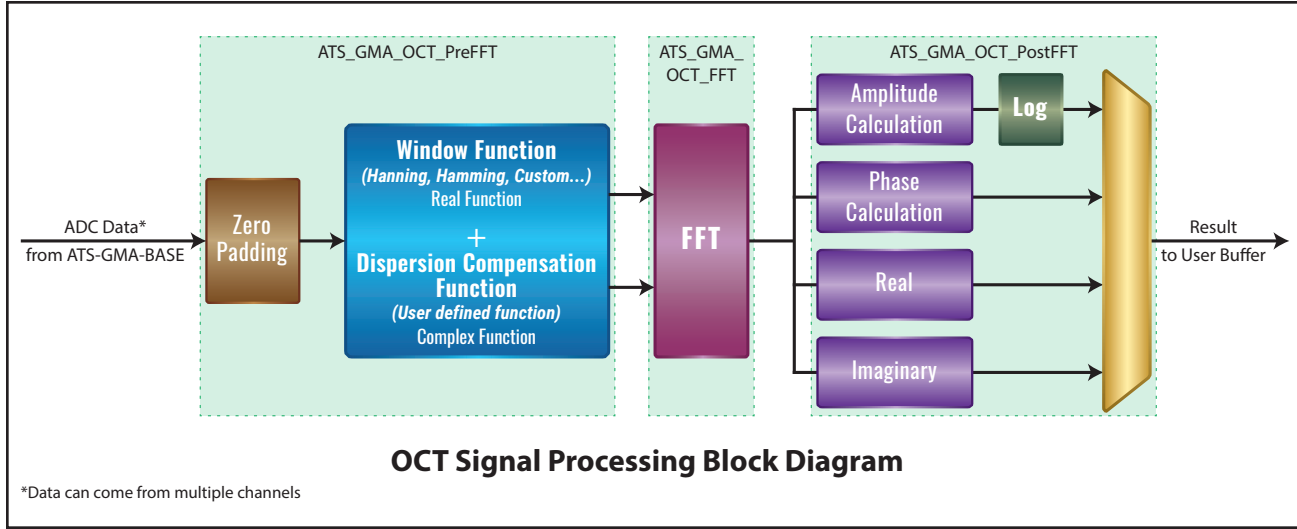 ATS_GMA_OCT_PreFFT
ATS_GMA_
OCT_FFT
ATS_GMA_OCT_PostFFT
ADC Data*
from ATS-GMA-BASE
Zero
Padding
Window Function
(Hanning, Hamming, Custom...)
Real Function
+
Dispersion Compensation
Function
(User defined function)
Complex Function
FFT
Amplitude
Calculation
Log
Phase
Calculation
Real
Imaginary
Result
to User Buffer
OCT Signal Processing Block Diagram
*Data can come from multiple channels